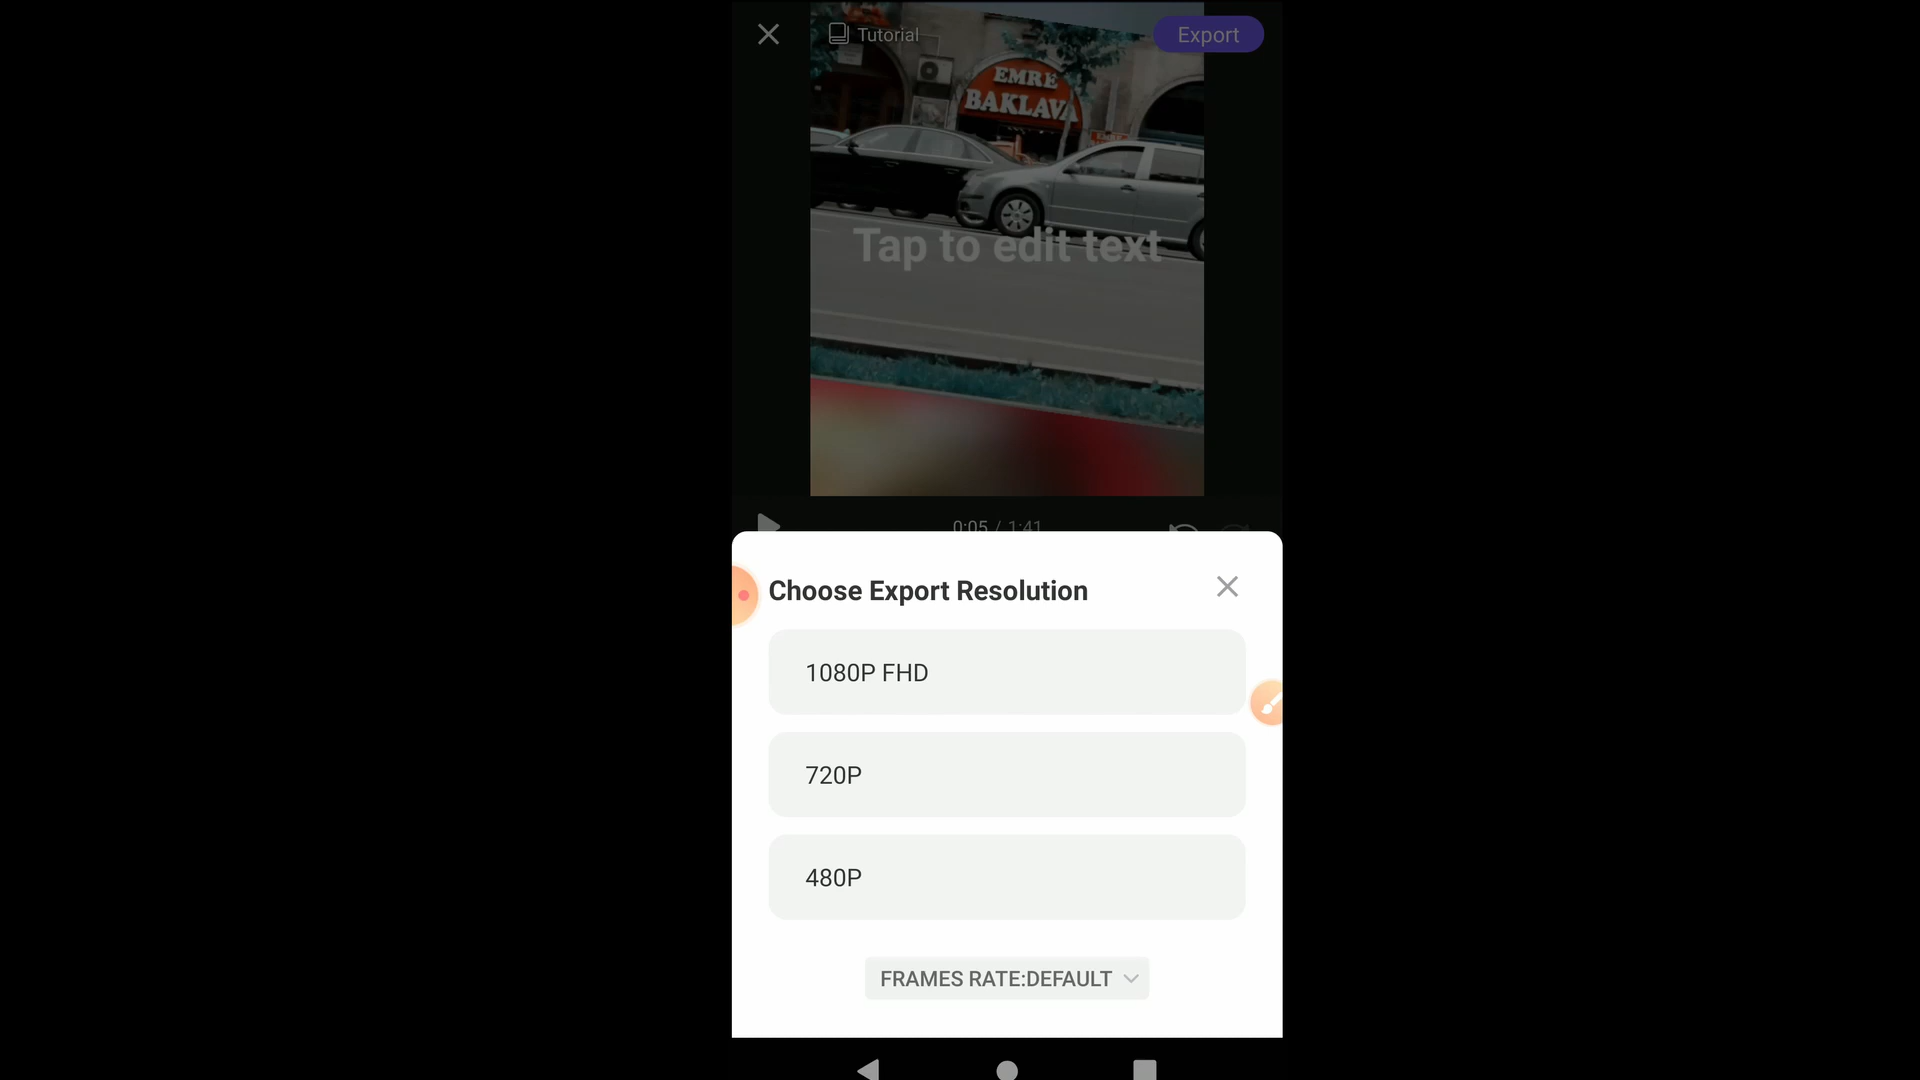 Tutorial
Export
EMRE
BAKLAVA
Tap to edit text
0:05 / 1:41
Choose Export Resolution
1080P FHD
720P
480P
FRAMES RATE:DEFAULT